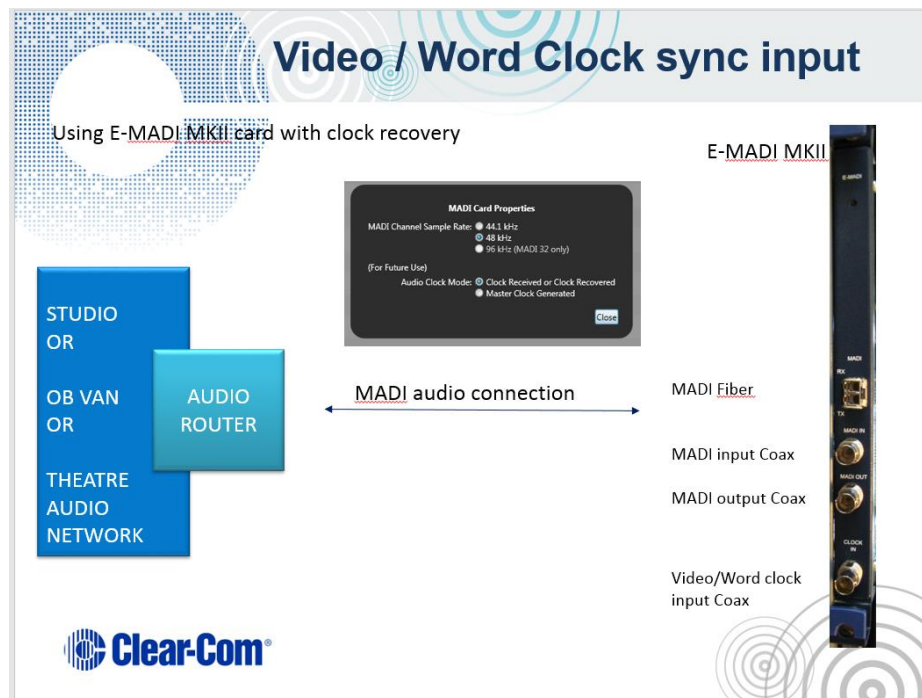 Video / Word Clock sync input
Using E-MADI MKII card with clock recovery
E-MADI MKII
MADI Card Properties
MADI Channel Sample Rate: 44.1 kHz
48 kHz
96 kHz (MADI 32 only)
(For Future Use)
Audio Clock Mode: Clock Received or Clock Recovered
Master Clock Generated
Close
STUDIO
OR
OB VAN
OR
THEATRE
AUDIO
NETWORK
AUDIO
ROUTER
MADI audio connection
MADI Fiber
MADI input Coax
MADI output Coax
Video/Word clock
input Coax
E-MADI
MADI
RX
TX
MADI IN
MADI OUT
CLOCK
IN
Clear-Com®